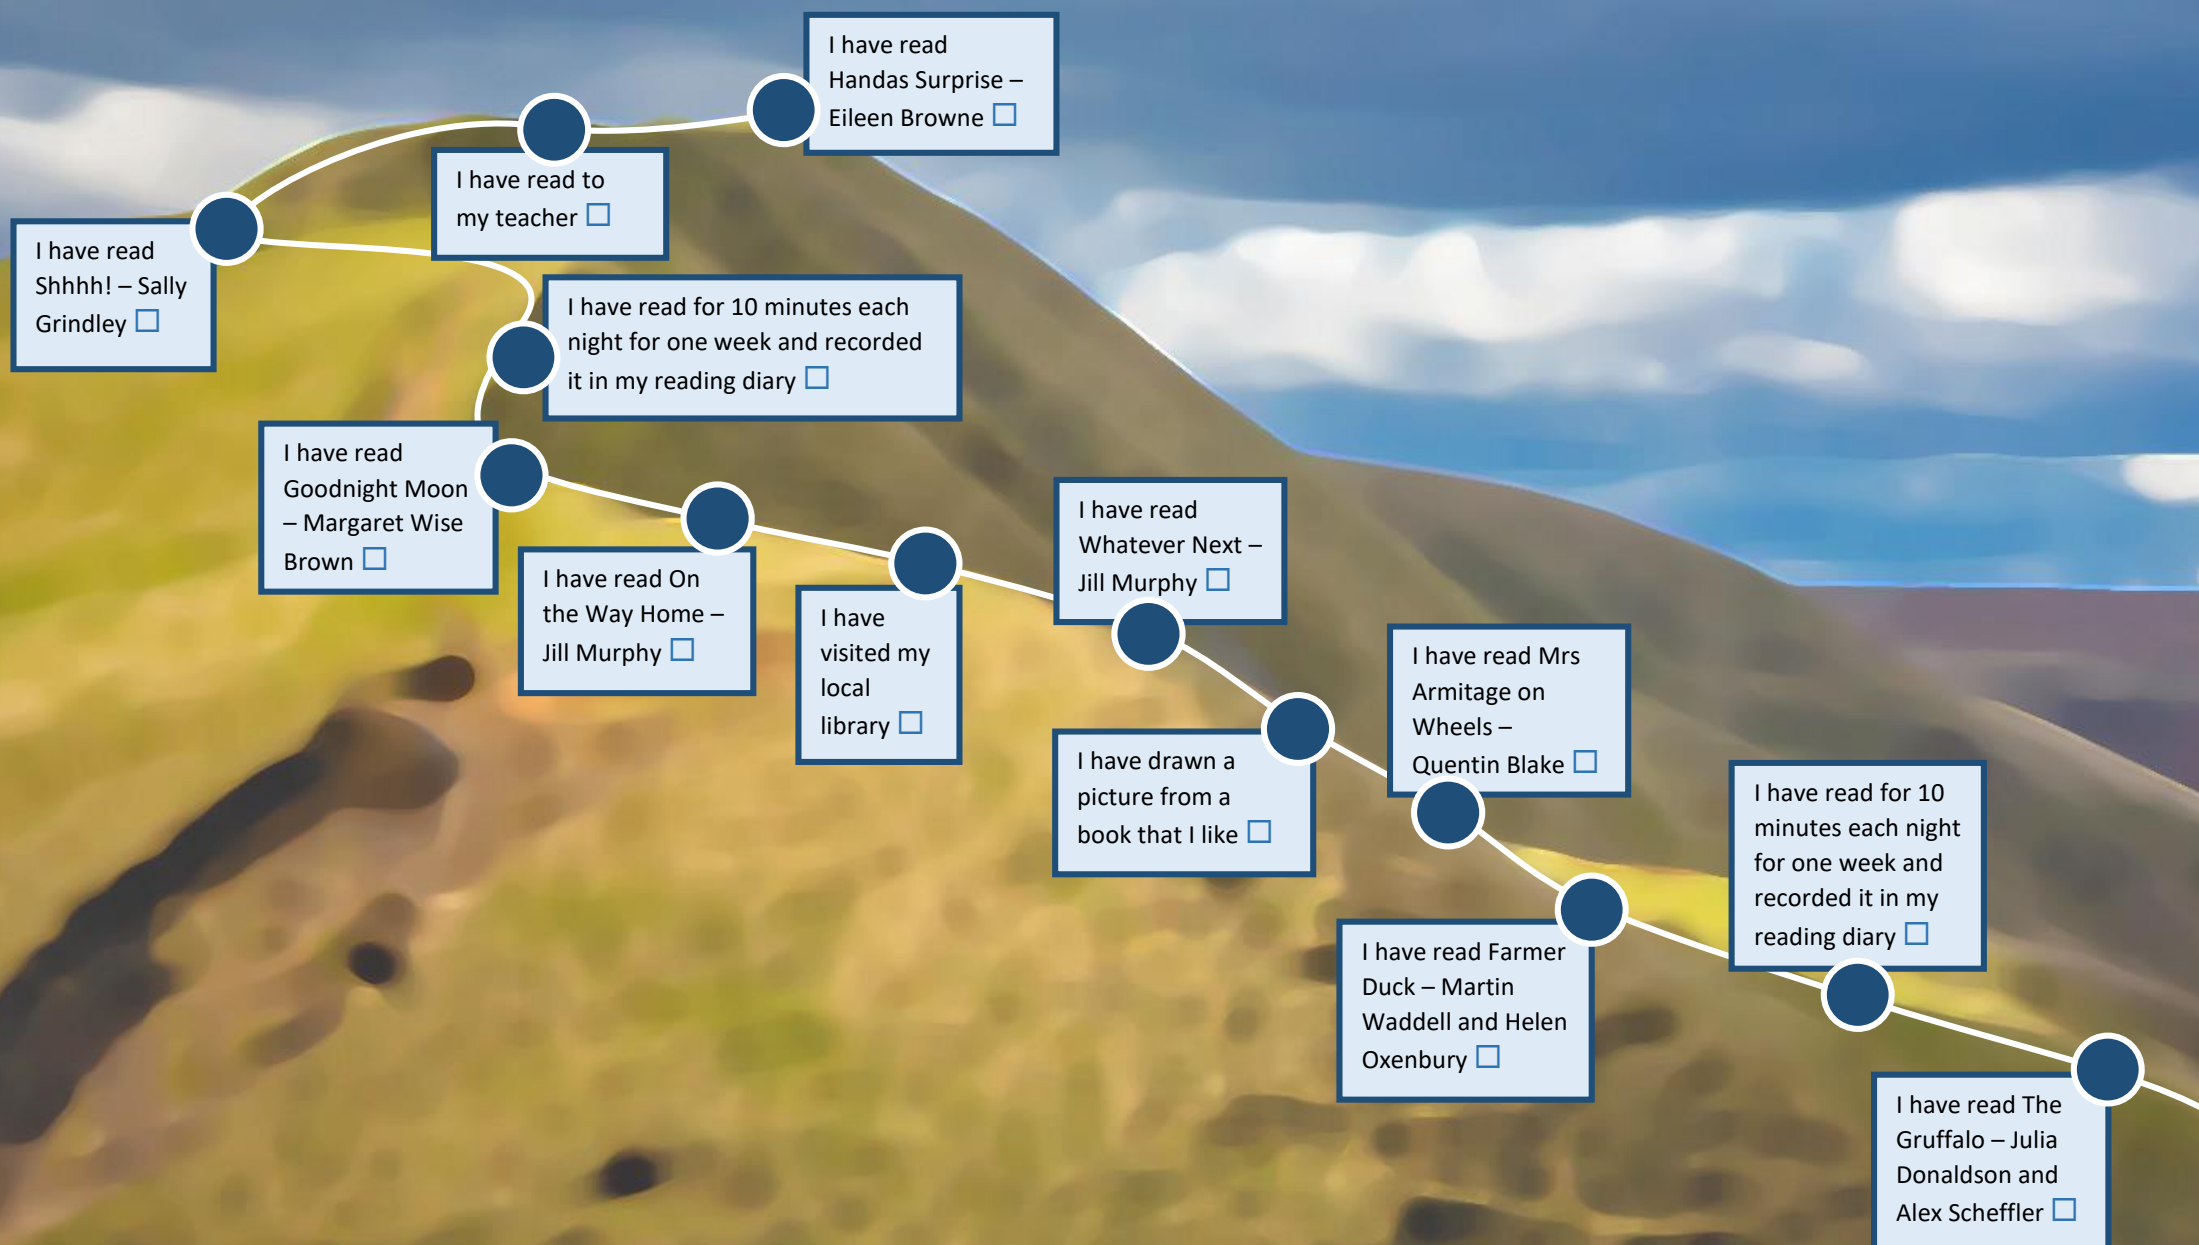 I have read
Handas Surprise –
Eileen Browne ☐
I have read to
my teacher ☐
I have read
Shhhh! – Sally
Grindley ☐
I have read for 10 minutes each
night for one week and recorded
it in my reading diary ☐
I have read
Goodnight Moon
– Margaret Wise
Brown ☐
I have read On
the Way Home –
Jill Murphy ☐
I have
visited my
local
library ☐
I have read
Whatever Next –
Jill Murphy ☐
I have drawn a
picture from a
book that I like ☐
I have read Mrs
Armitage on
Wheels –
Quentin Blake ☐
I have read Farmer
Duck – Martin
Waddell and Helen
Oxenbury ☐
I have read for 10
minutes each night
for one week and
recorded it in my
reading diary ☐
I have read The
Gruffalo – Julia
Donaldson and
Alex Scheffler ☐